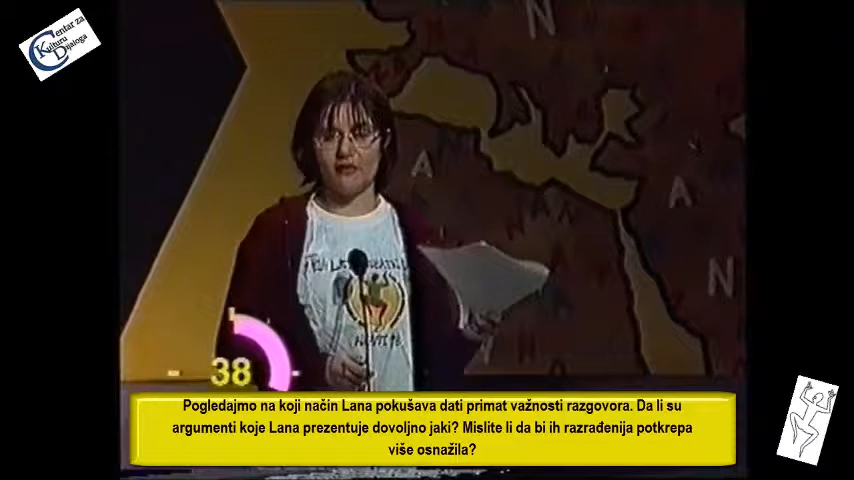 Centar za
Kulturu
Dijaloga
N
A
A
N
38
Pogledajmo na koji način Lana pokušava dati primat važnosti razgovora. Da li su
argumenti koje Lana prezentuje dovoljno jaki? Mislite li da bi ih razrađenija potkrepa
više osnažila?